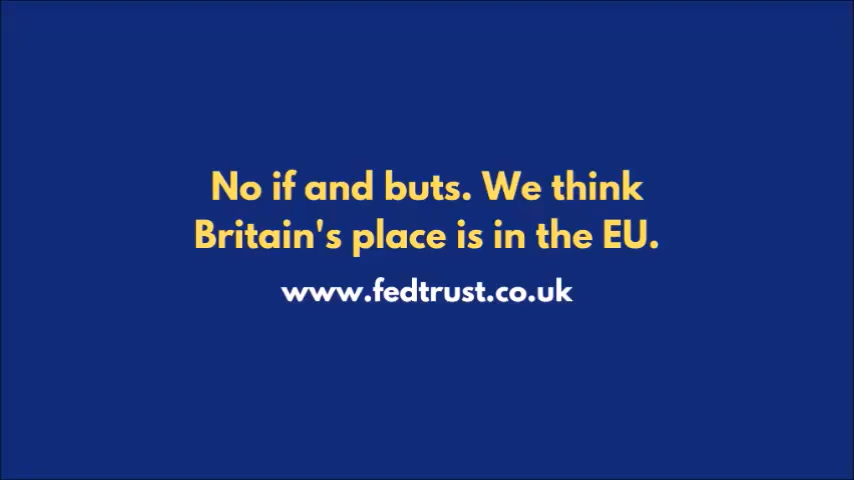 No if and buts. We think
Britain's place is in the EU.
www.fedtrust.co.uk